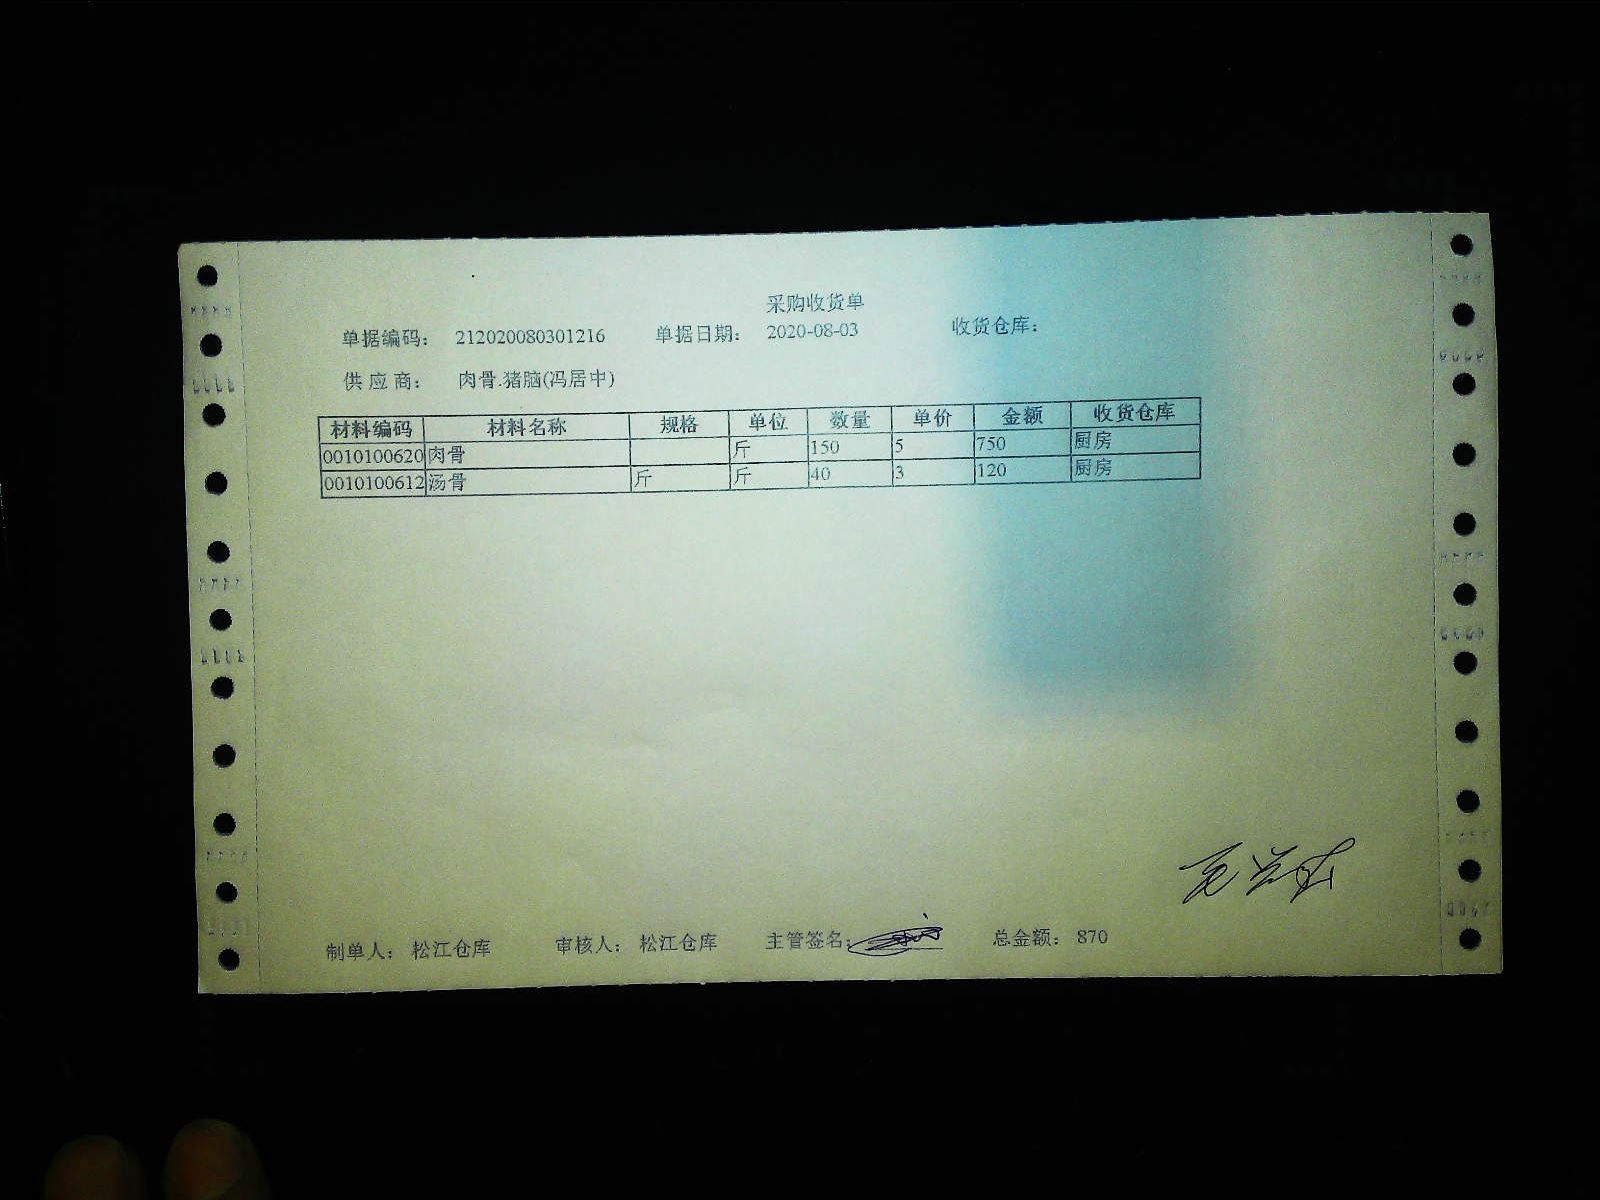 采购收货单
单据编码： 212020080301216 单据日期： 2020-08-03 收货仓库：
供 应 商： 肉骨.猪脑(冯居中)
材料编码 材料名称 规格 单位 数量 单价 金额 收货仓库
0010100620 肉骨 斤 150 5 750 厨房
0010100612 汤骨 斤 斤 40 3 120 厨房
制单人： 松江仓库 审核人： 松江仓库 主管签名： 总金额： 870